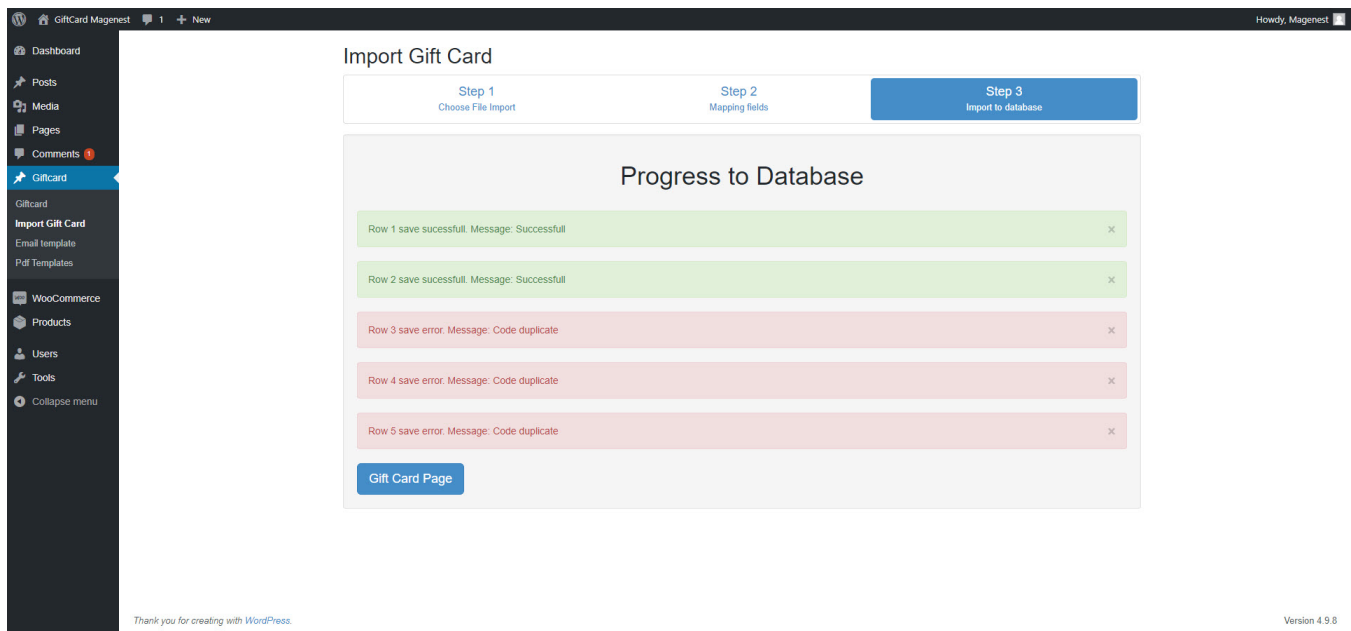 GiftCard Magenest 1 + New
Howdy, Magenest
Dashboard
Posts
Media
Pages
Comments 1
Giftcard
Giftcard
Import Gift Card
Email template
Pdf Templates
WooCommerce
Products
Users
Tools
Collapse menu
Import Gift Card
Step 1
Choose File Import
Step 2
Mapping fields
Step 3
Import to database
Progress to Database
Row 1 save sucessfull. Message: Successfull ×
Row 2 save sucessfull. Message: Successfull ×
Row 3 save error. Message: Code duplicate ×
Row 4 save error. Message: Code duplicate ×
Row 5 save error. Message: Code duplicate ×
Gift Card Page
Thank you for creating with WordPress.
Version 4.9.8